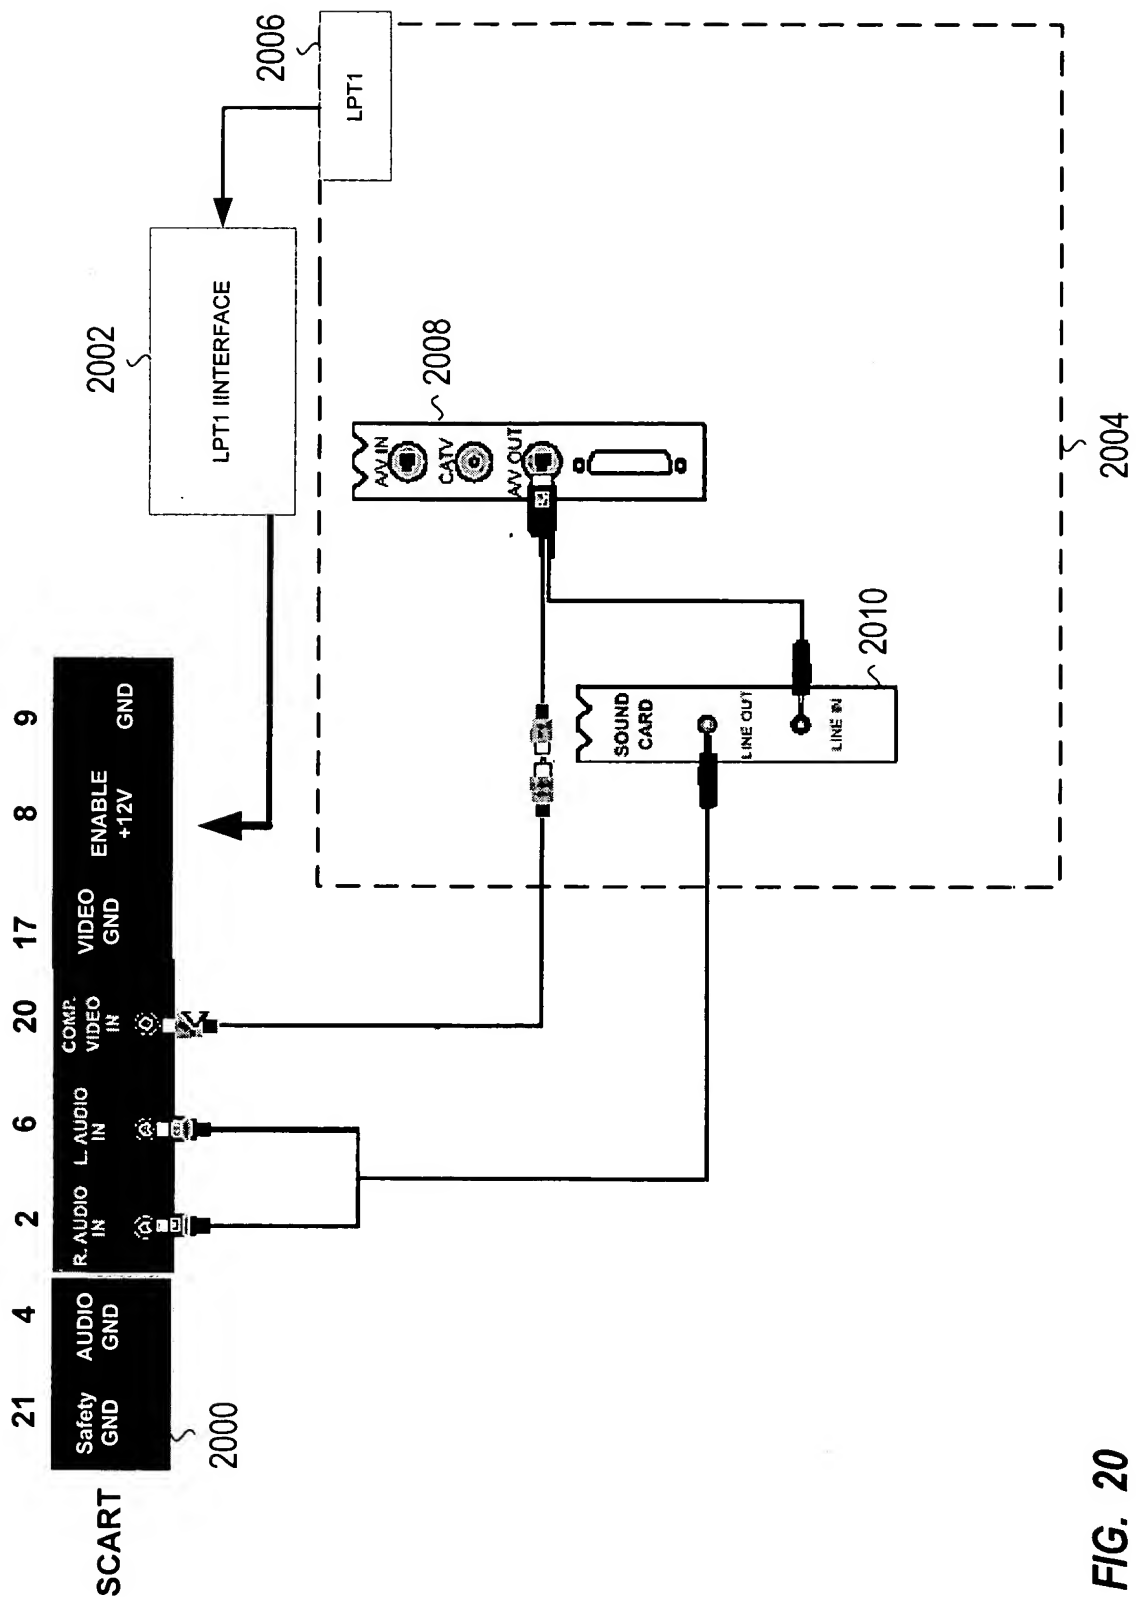 SCART
21
4
2
6
20
17
8
9
Safety
GND
AUDIO
GND
R. AUDIO
IN
L. AUDIO
IN
COMP.
VIDEO
IN
VIDEO
GND
ENABLE
+12V
GND
2000
2002
LPT1 IINTERFACE
2006
LPT1
2008
A/V IN
CATV
A/V OUT
2010
SOUND
CARD
LINE OUT
LINE IN
2004
FIG. 20